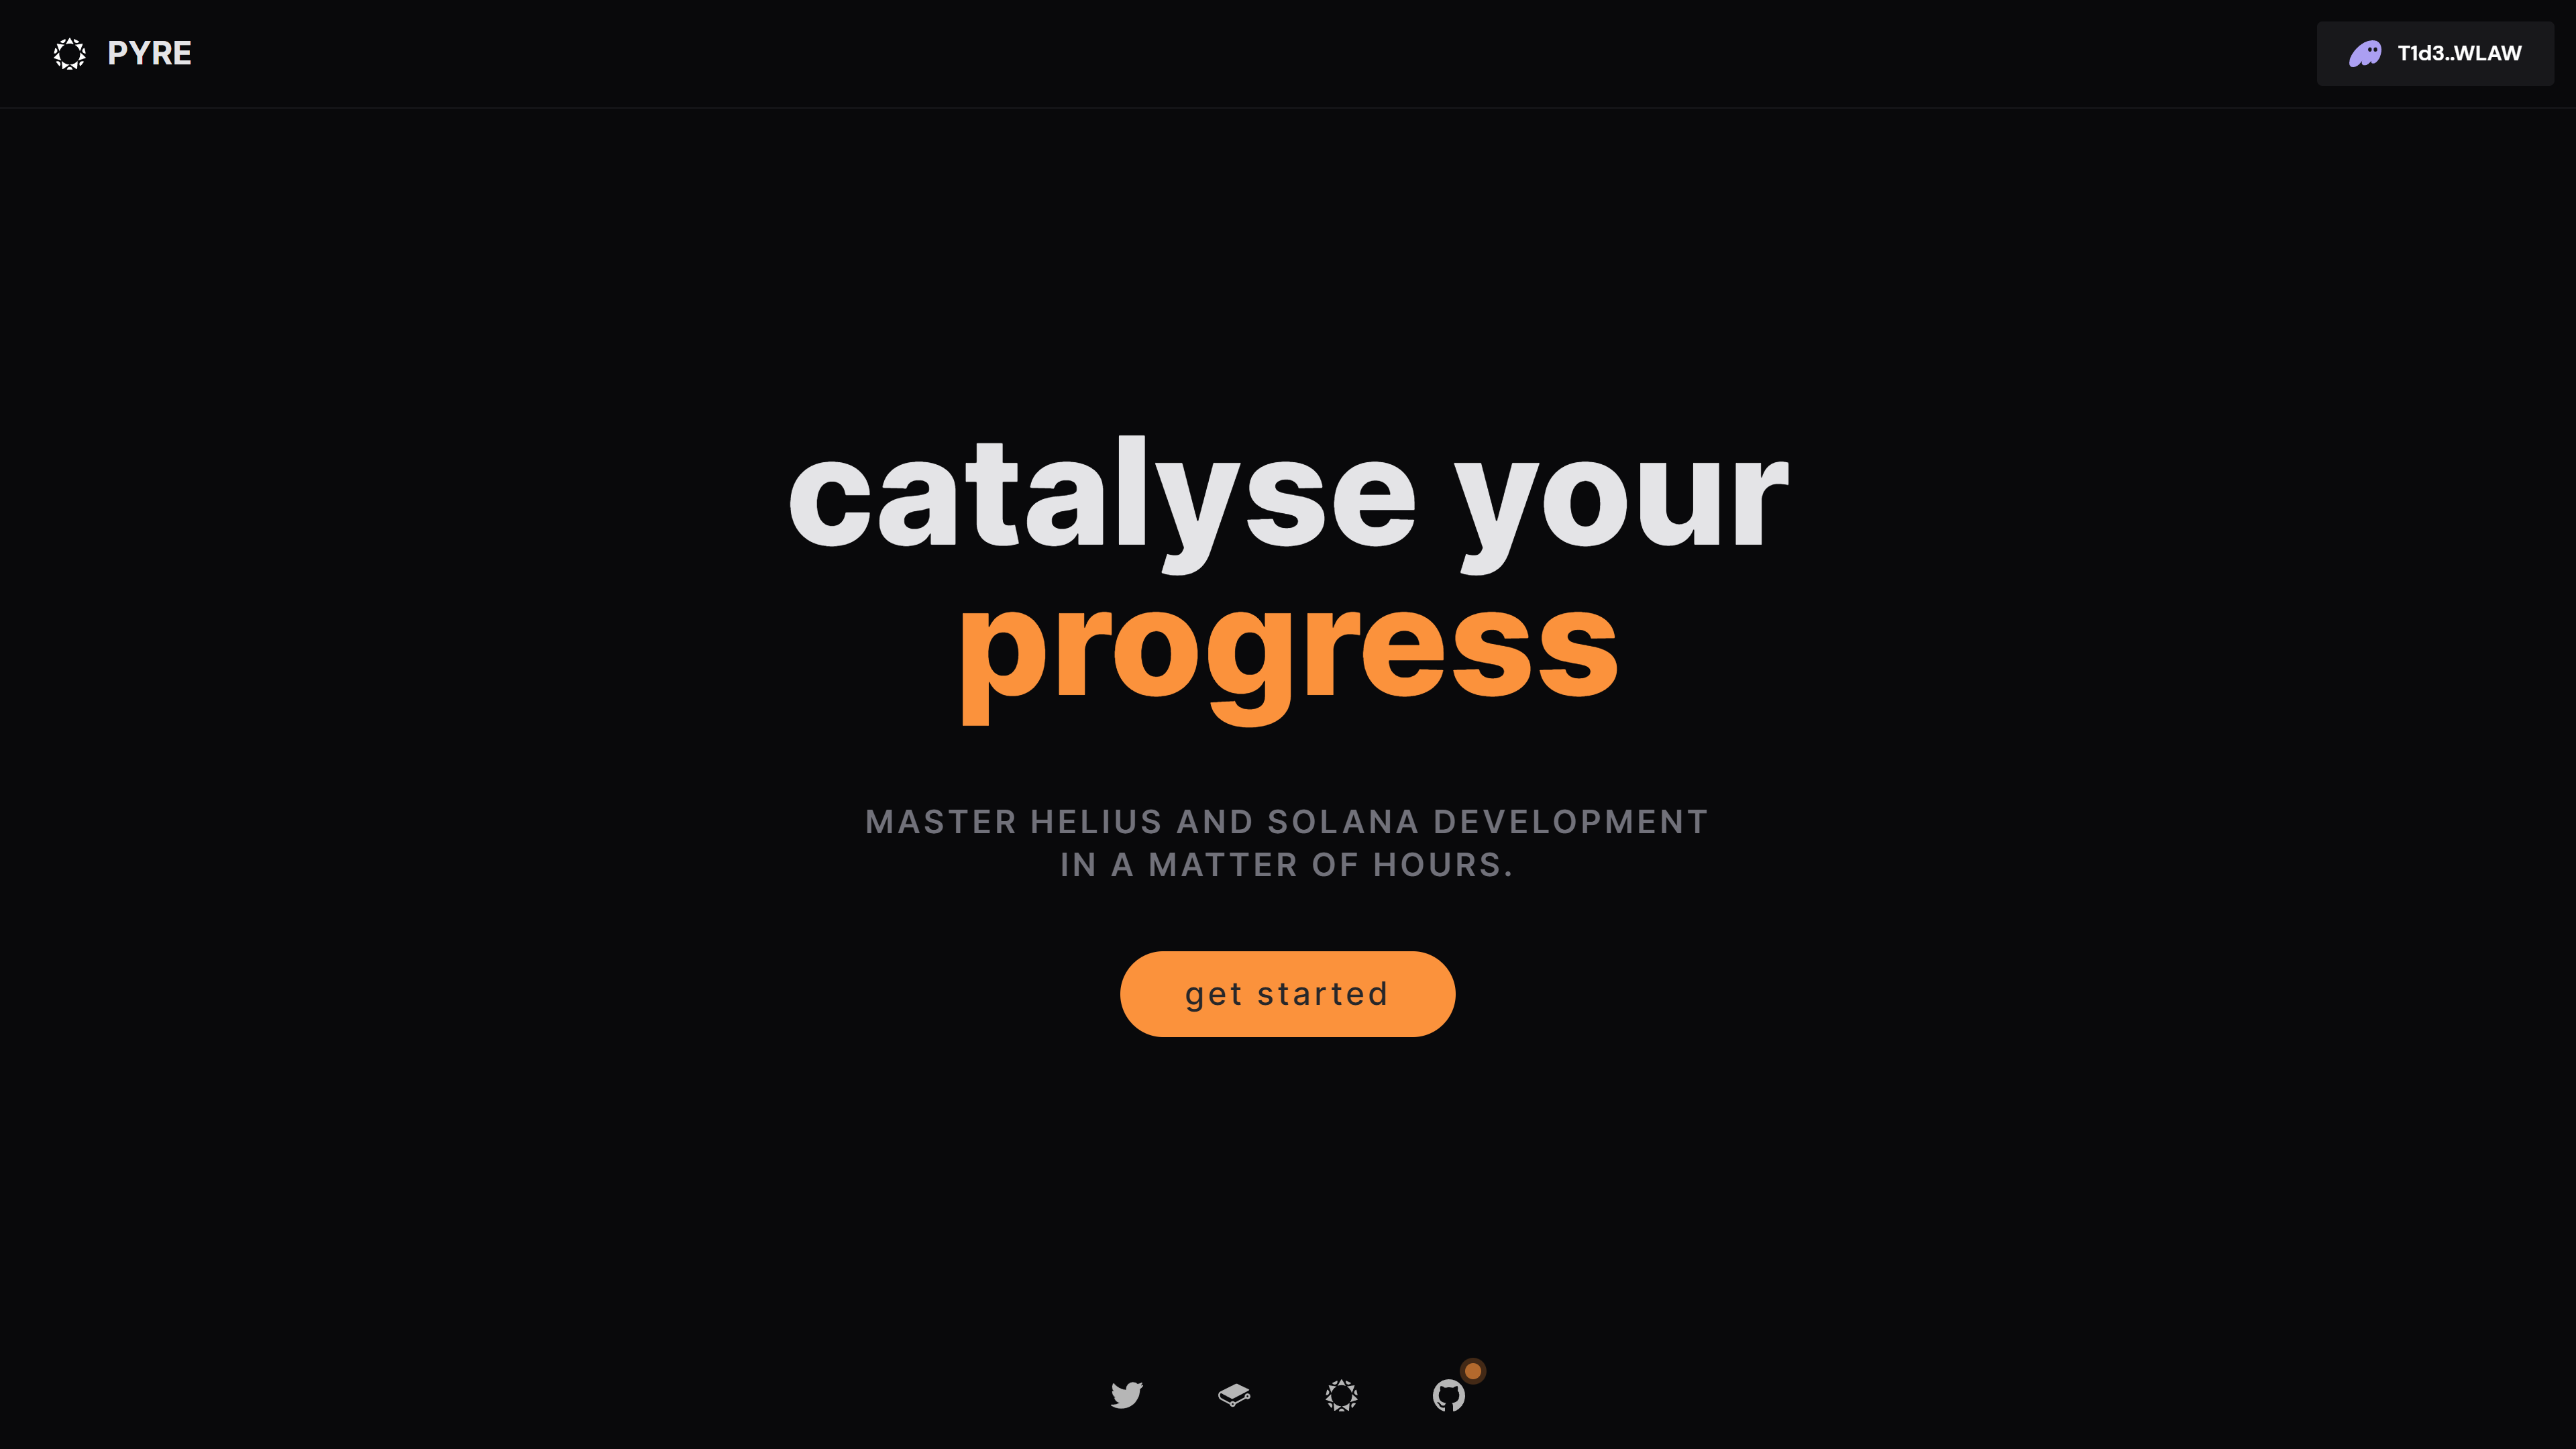 PYRE
T1d3..WLAW
catalyse your
progress
MASTER HELIUS AND SOLANA DEVELOPMENT
IN A MATTER OF HOURS.
get started